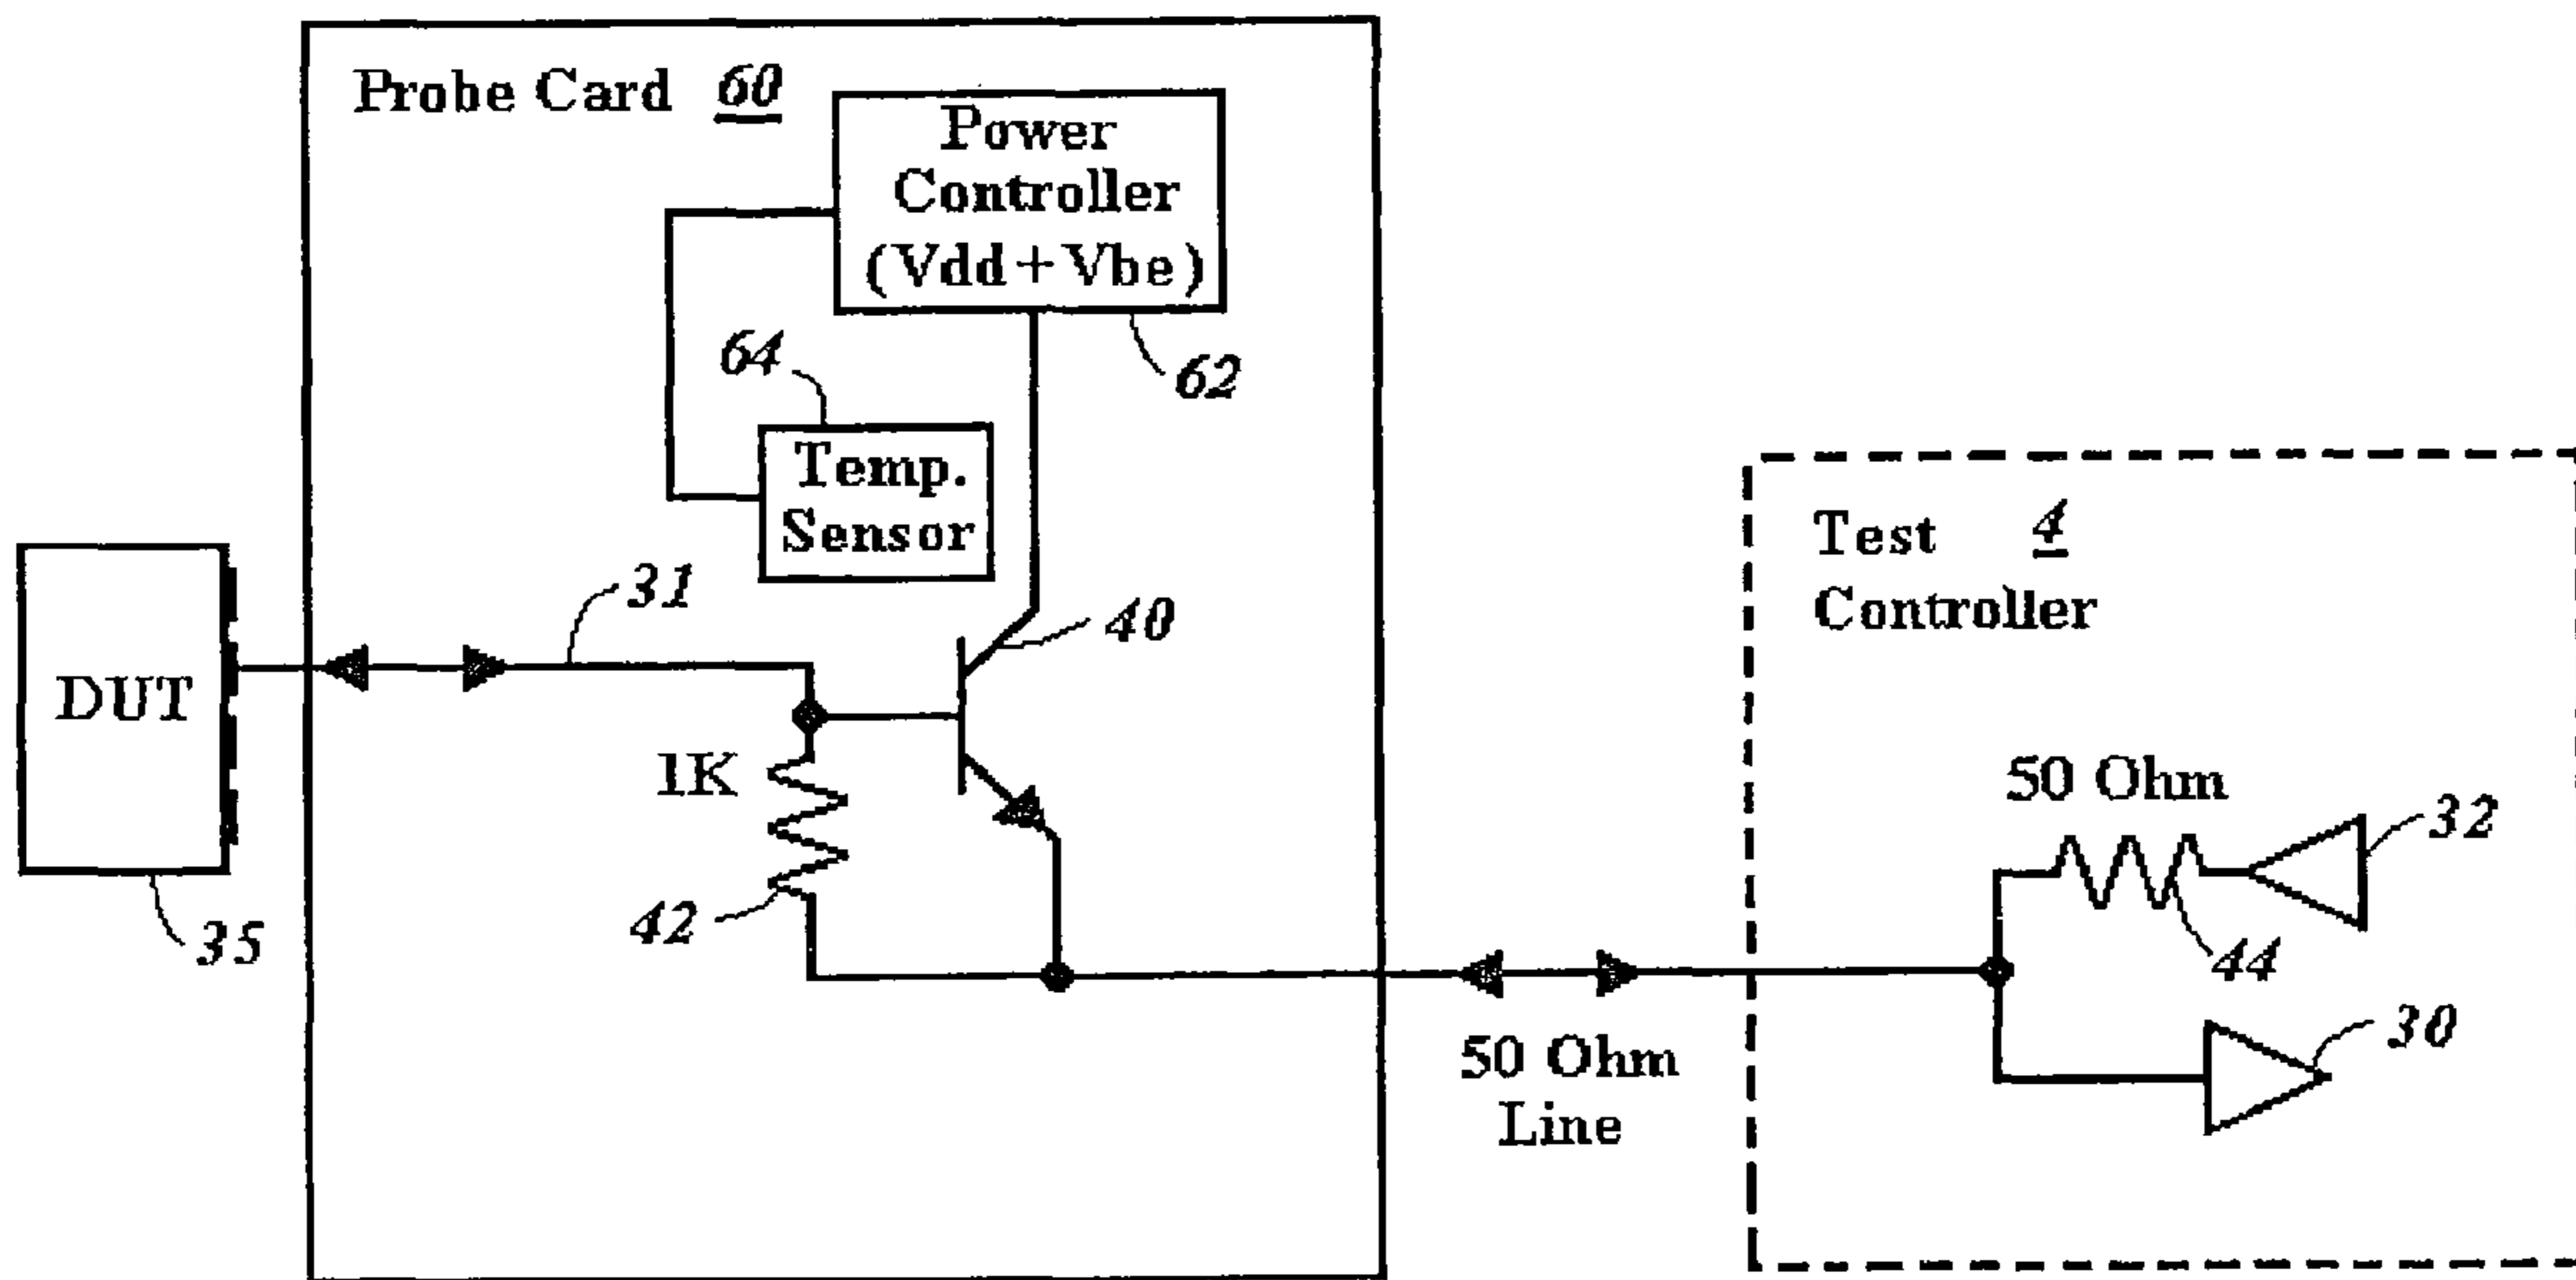 Probe Card 60
Power
Controller
(Vdd+Vbe)
64
62
Temp.
Sensor
31
40
DUT
35
1K
42
50 Ohm
Line
Test 4
Controller
50 Ohm
32
44
30